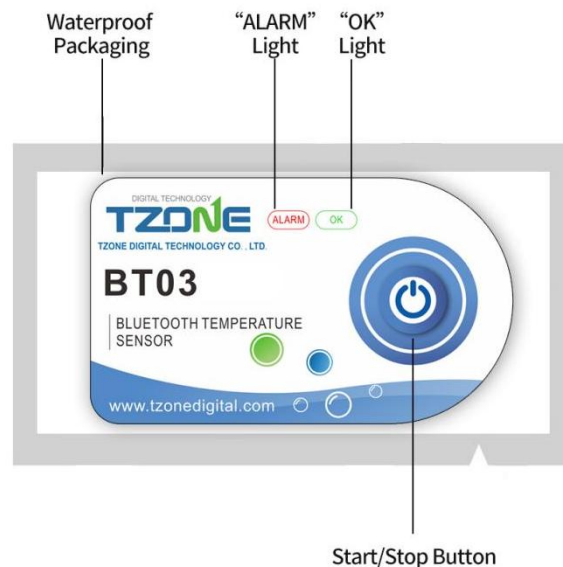 Waterproof
Packaging
“ALARM”
Light
“OK”
Light
DIGITAL TECHNOLOGY
TZONE
ALARM
OK
TZONE DIGITAL TECHNOLOGY CO. , LTD.
BT03
BLUETOOTH TEMPERATURE
SENSOR
www.tzonedigital.com
Start/Stop Button